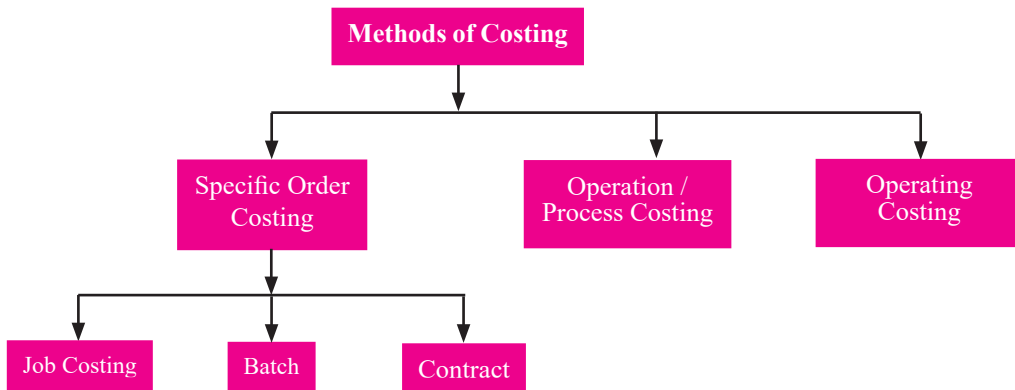 Methods of Costing
Specific Order
Costing
Operation /
Process Costing
Operating
Costing
Job Costing
Batch
Contract